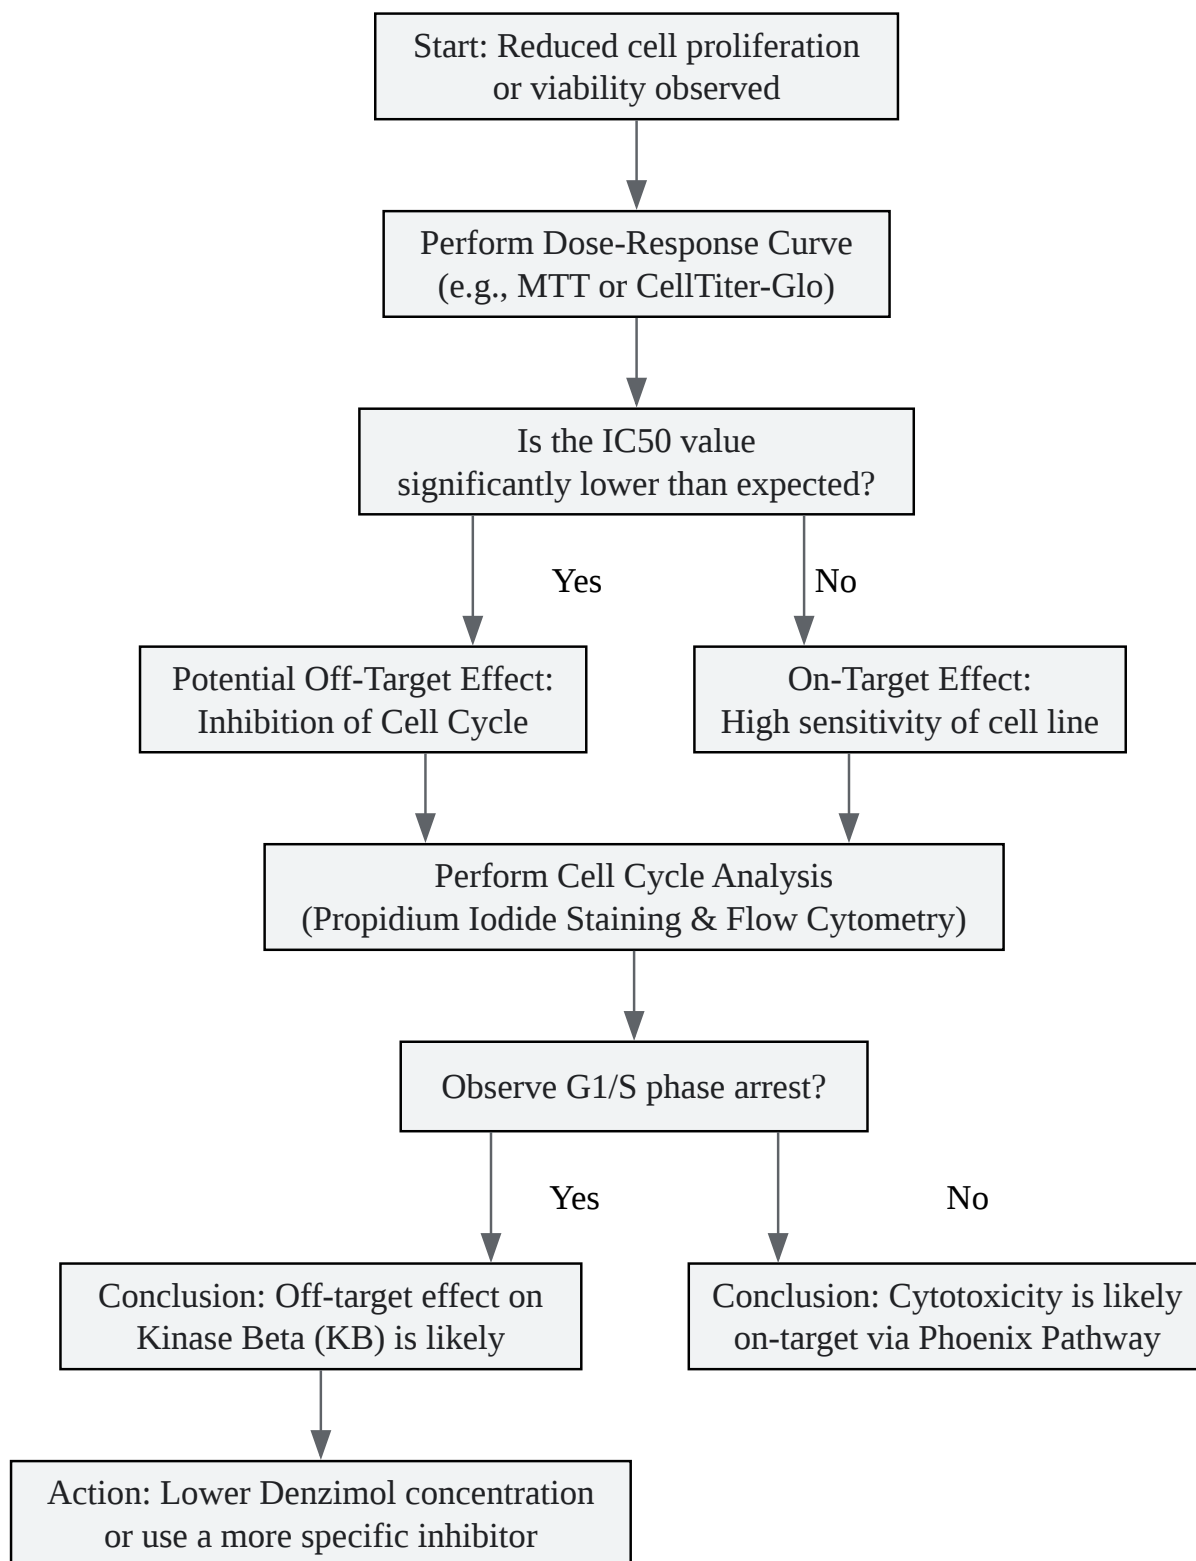 Start: Reduced cell proliferation
or viability observed
Perform Dose-Response Curve
(e.g., MTT or CellTiter-Glo)
Is the IC50 value
significantly lower than expected?
Yes
No
Potential Off-Target Effect:
Inhibition of Cell Cycle
On-Target Effect:
High sensitivity of cell line
Perform Cell Cycle Analysis
(Propidium Iodide Staining & Flow Cytometry)
Observe G1/S phase arrest?
Yes
No
Conclusion: Off-target effect on
Kinase Beta (KB) is likely
Conclusion: Cytotoxicity is likely
on-target via Phoenix Pathway
Action: Lower Denzimol concentration
or use a more specific inhibitor